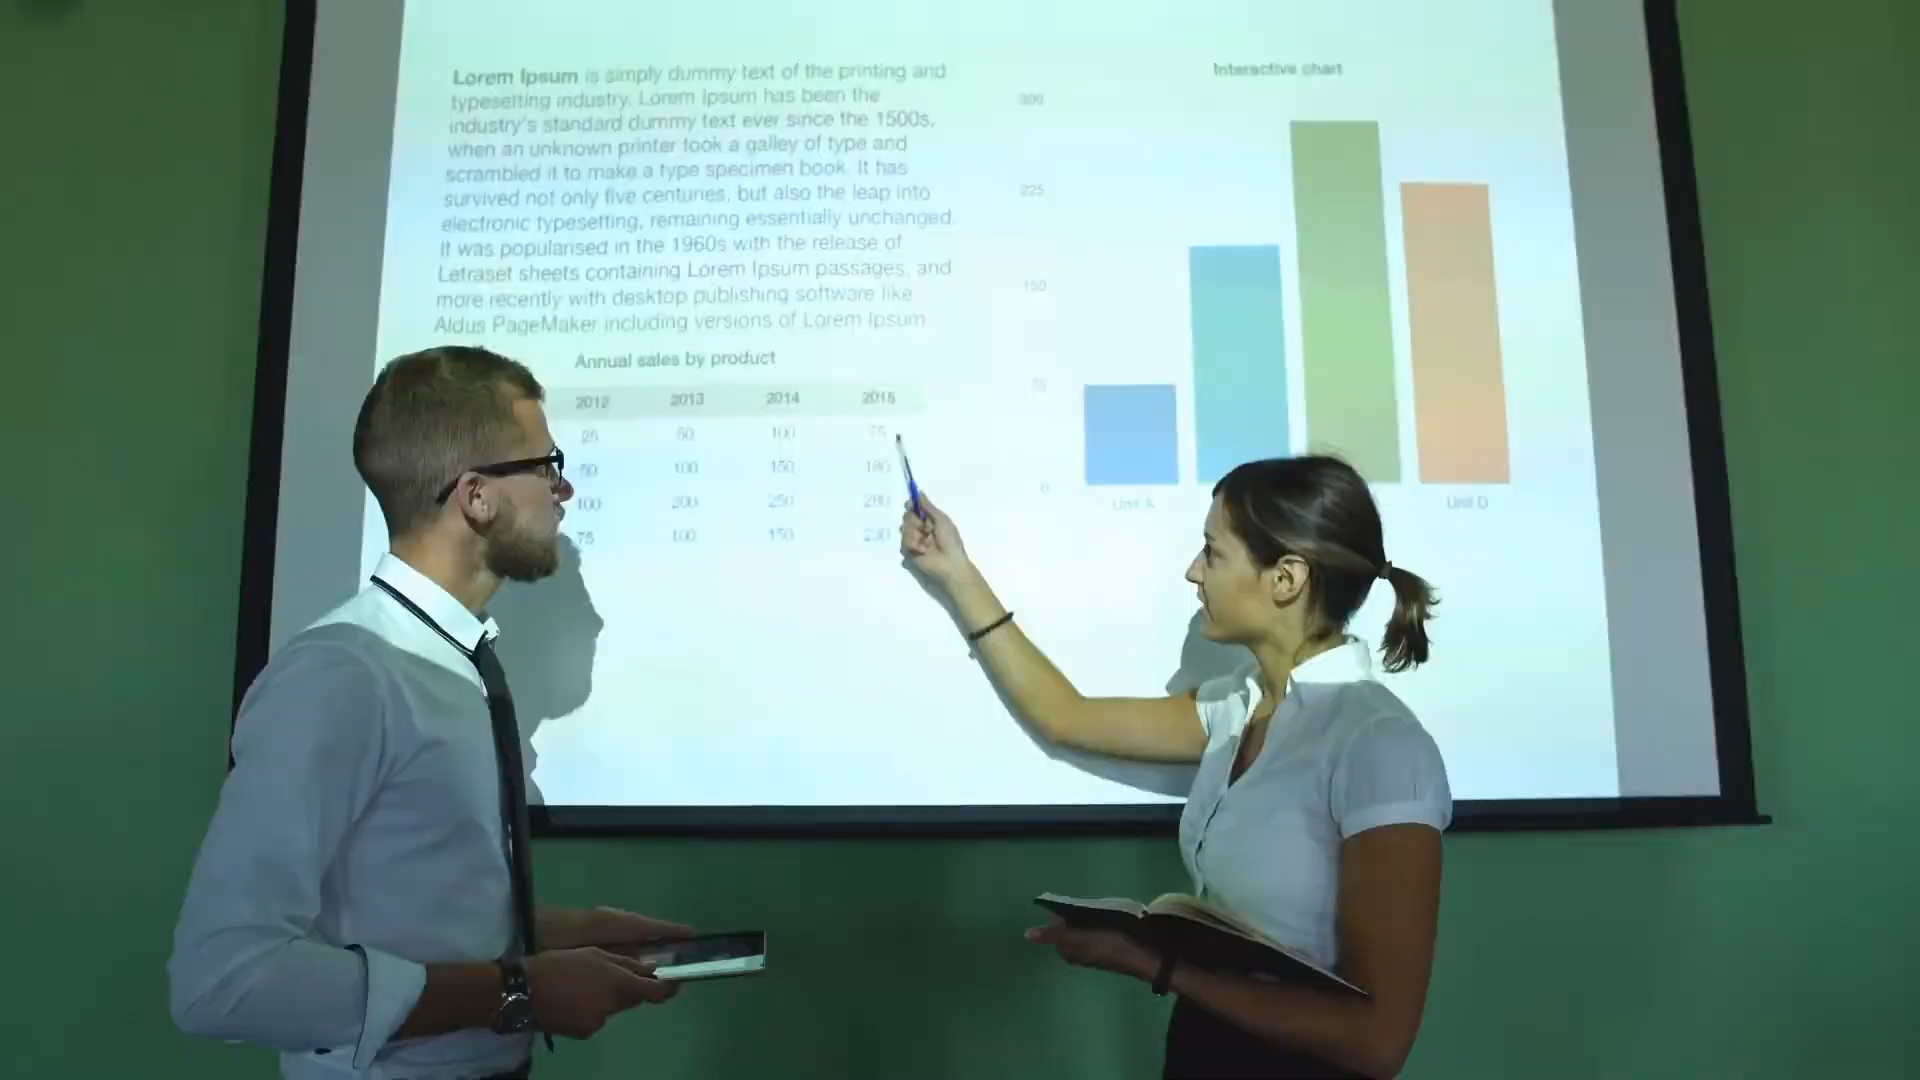 Lorem Ipsum is simply dummy text of the printing and
typesetting industry. Lorem Ipsum has been the
industry's standard dummy text ever since the 1500s,
when an unknown printer took a galley of type and
scrambled it to make a type specimen book. It has
survived not only five centuries, but also the leap into
electronic typesetting, remaining essentially unchanged.
It was popularised in the 1960s with the release of
Letraset sheets containing Lorem Ipsum passages, and
more recently with desktop publishing software like
Aldus PageMaker including versions of Lorem Ipsum
Annual sales by product
2012 2013 2014 2015
25 50 100 75
50 100 150 180
100 200 250 280
75 100 150 230
Interactive chart
300
225
150
75
0
Unit A Unit D